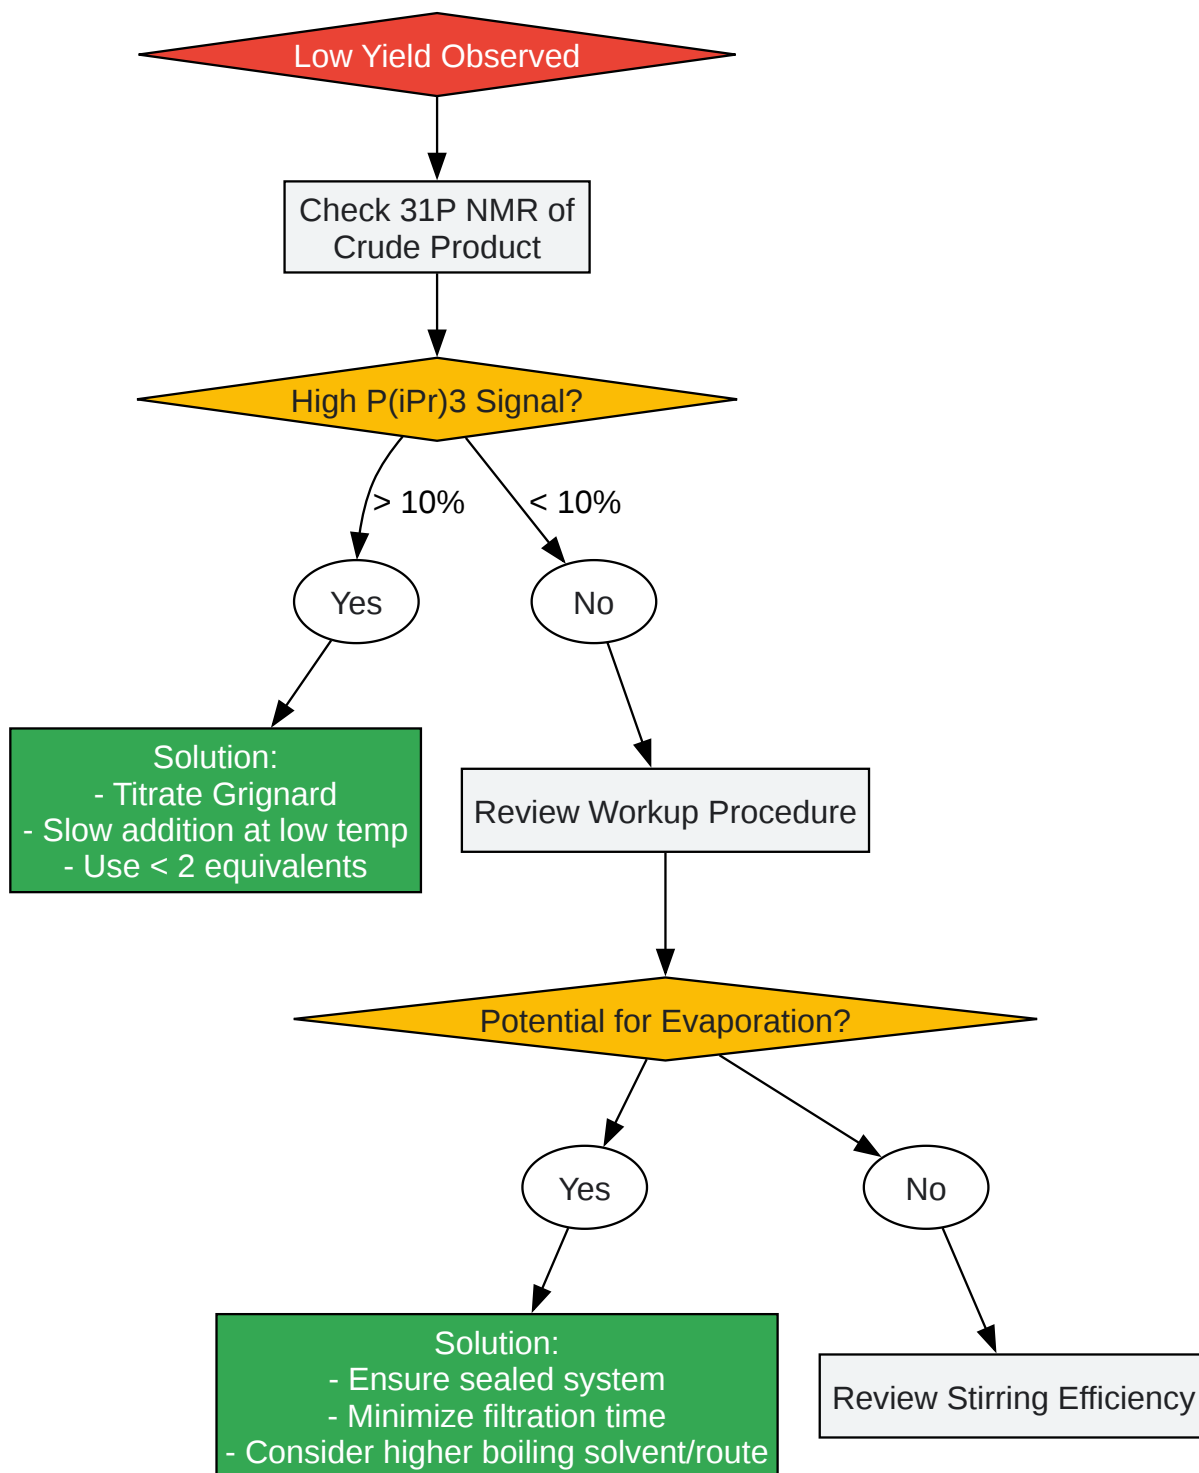 Low Yield Observed
Check 31P NMR of
Crude Product
High P(iPr)3 Signal?
> 10%
< 10%
Yes
No
Solution:
- Titrate Grignard
- Slow addition at low temp
- Use < 2 equivalents
Review Workup Procedure
Potential for Evaporation?
Yes
No
Solution:
- Ensure sealed system
- Minimize filtration time
- Consider higher boiling solvent/route
Review Stirring Efficiency